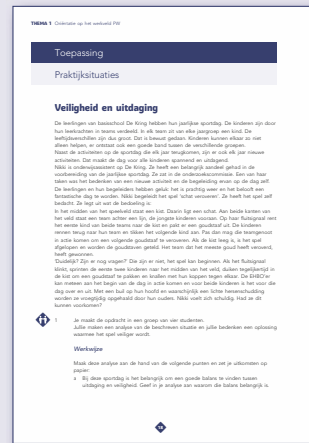 THEMA 1 Oriëntatie op het werkveld PW
Toepassing
Praktijksituaties
Veiligheid en uitdaging
De leerlingen van basisschool De Kring hebben hun jaarlijkse sportdag. De kinderen zijn door
hun leerkrachten in teams verdeeld. In elk team zit van elke jaargroep een kind. De
leeftijdsverschillen zijn dus groot. Dat is bewust gedaan. Kinderen kunnen elkaar zo niet
alleen helpen, er ontstaat ook een goede band tussen de verschillende groepen.
Naast de activiteiten op de sportdag die elk jaar terugkomen, zijn er ook elk jaar nieuwe
activiteiten. Dat maakt de dag voor alle kinderen spannend en uitdagend.
Nikki is onderwijsassistent op De Kring. Ze heeft een belangrijk aandeel gehad in de
voorbereiding van de jaarlijkse sportdag. Ze zat in de onderzoekscommissie. Een van haar
taken was het bedenken van een nieuwe activiteit en die begeleiding ervan op de dag zelf.
De leerlingen en hun begeleiders hebben geluk: het is prachtig weer en het belooft een
fantastische dag te worden. Nikki begeleidt het spel 'schat veroveren'. Ze heeft het spel zelf
bedacht. Ze legt uit wat de bedoeling is:
In het midden van het speelveld staat een kist. Daarin ligt een schat. Aan beide kanten van
het veld staat een team achter een lijn, de jongste kinderen vooraan. Op haar fluitsignaal rent
het eerste kind van beide teams naar de kist en pakt er een goudstaaf uit. De kinderen
rennen terug naar hun team en tikken het volgende kind aan. Pas dan mag die teamgenoot
in actie komen om een volgende goudstaaf te veroveren. Als de kist leeg is, is het spel
afgelopen en worden de goudstaven geteld. Het team dat het meeste goud heeft veroverd,
heeft gewonnen.
'Duidelijk? Zijn er nog vragen?' Die zijn er niet, het spel kan beginnen. Als het fluitsignaal
klinkt, sprinten de eerste twee kinderen naar het midden van het veld, duiken tegelijkertijd in
de kist om een goudstaaf te pakken en knallen met hun koppen tegen elkaar. De EHBO'er
kan meteen aan het begin van de dag in actie komen en voor beide kinderen is het voor die
dag over en uit. Met een buil op hun hoofd en waarschijnlijk een lichte hersenschudding
worden ze vroegtijdig opgehaald door hun ouders. Nikki voelt zich schuldig. Had ze dit
kunnen voorkomen?
1 Je maakt de opdracht in een groep van vier studenten.
Jullie maken een analyse van de beschreven situatie en jullie bedenken een oplossing
waarmee het spel veiliger wordt.
Werkwijze
Maak deze analyse aan de hand van de volgende punten en zet je uitkomsten op
papier:
a Bij deze sportdag is het belangrijk om een goede balans te vinden tussen
uitdaging en veiligheid. Geef in je analyse aan waarom die balans belangrijk is.